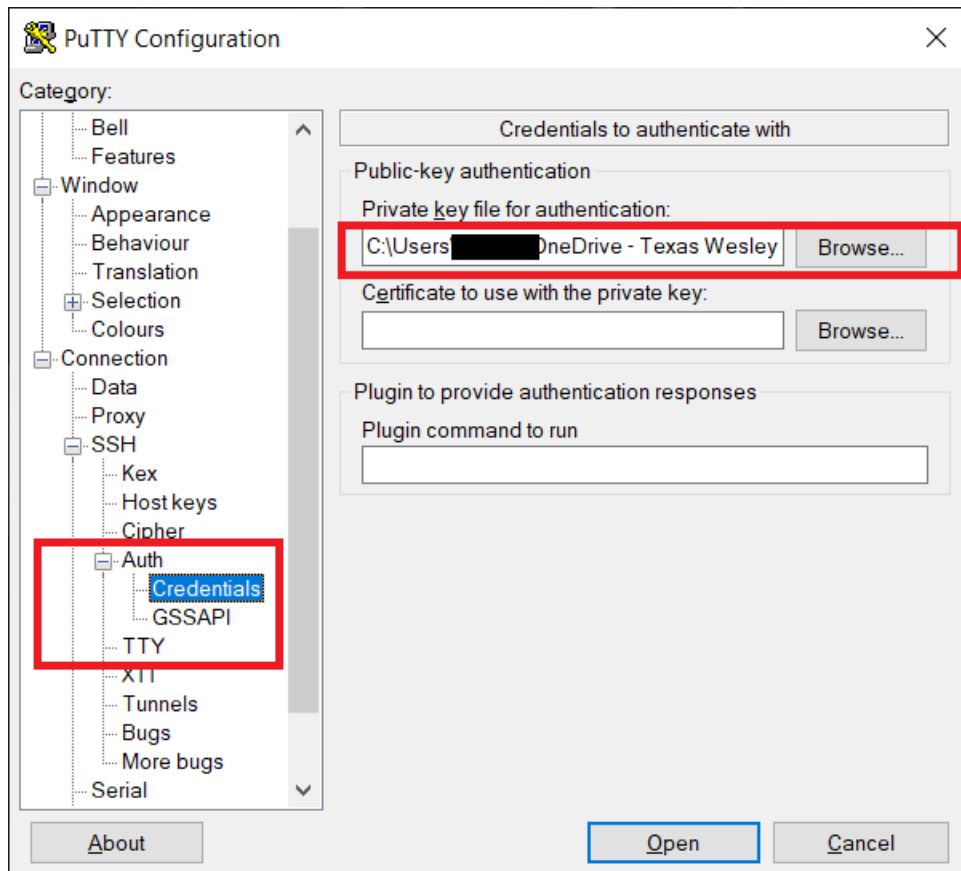 PuTTY Configuration
Category:
Bell
Features
Window
Appearance
Behaviour
Translation
Selection
Colours
Connection
Data
Proxy
SSH
Kex
Host keys
Cipher
Auth
Credentials
GSSAPI
TTY
X11
Tunnels
Bugs
More bugs
Serial
Credentials to authenticate with
Public-key authentication
Private key file for authentication:
C:\Users\ OneDrive - Texas Wesley
Browse...
Certificate to use with the private key:
Browse...
Plugin to provide authentication responses
Plugin command to run
About
Open
Cancel